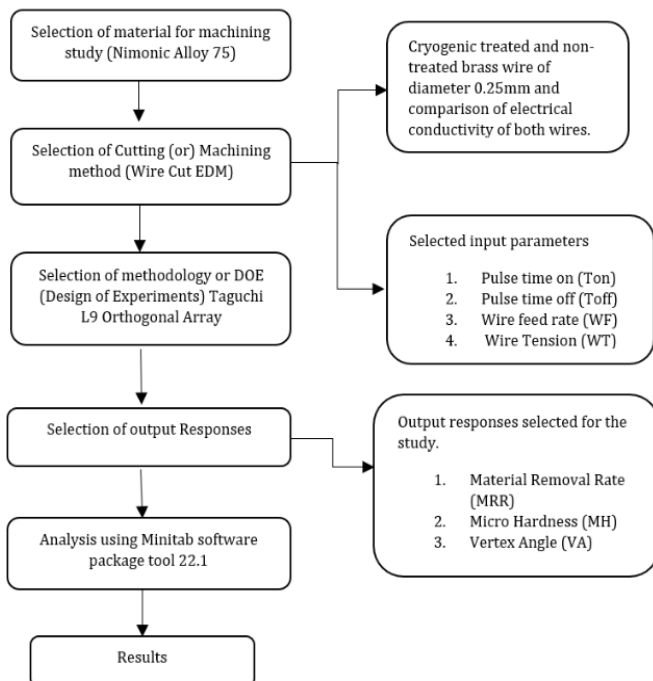 Selection of material for machining
study (Nimonic Alloy 75)
Cryogenic treated and non-
treated brass wire of
diameter 0.25mm and
comparison of electrical
conductivity of both wires.
Selection of Cutting (or) Machining
method (Wire Cut EDM)
Selected input parameters
1. Pulse time on (Ton)
2. Pulse time off (Toff)
3. Wire feed rate (WF)
4. Wire Tension (WT)
Selection of methodology or DOE
(Design of Experiments) Taguchi
L9 Orthogonal Array
Selection of output Responses
Output responses selected for the
study.
1. Material Removal Rate
(MRR)
2. Micro Hardness (MH)
3. Vertex Angle (VA)
Analysis using Minitab software
package tool 22.1
Results